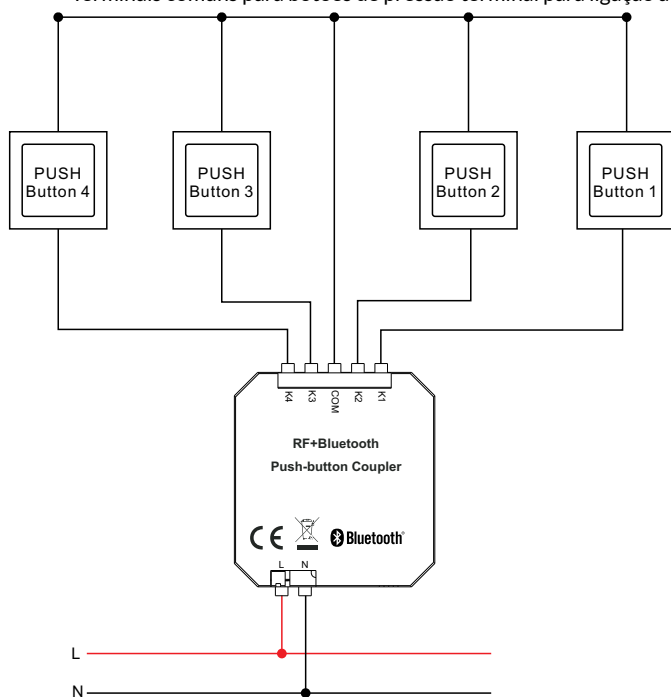 Terminais comuns para botões de pressão terminal para ligação d
PUSH
Button 4
PUSH
Button 3
PUSH
Button 2
PUSH
Button 1
K4
K3
COM
K2
K1
RF+Bluetooth
Push-button Coupler
CE
Bluetooth®
L
N
L
N